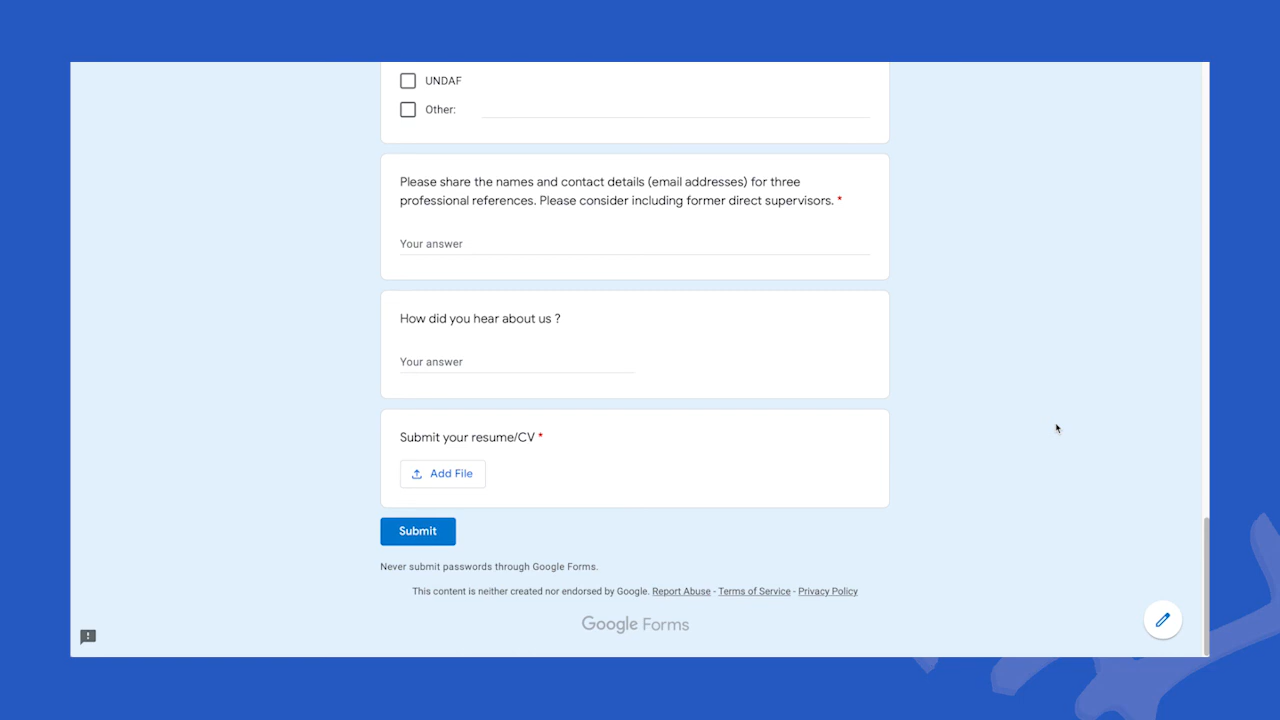 UNDAF
Other:
Please share the names and contact details (email addresses) for three
professional references. Please consider including former direct supervisors. *
Your answer
How did you hear about us ?
Your answer
Submit your resume/CV *
Add File
Submit
Never submit passwords through Google Forms.
This content is neither created nor endorsed by Google. Report Abuse - Terms of Service - Privacy Policy
Google Forms